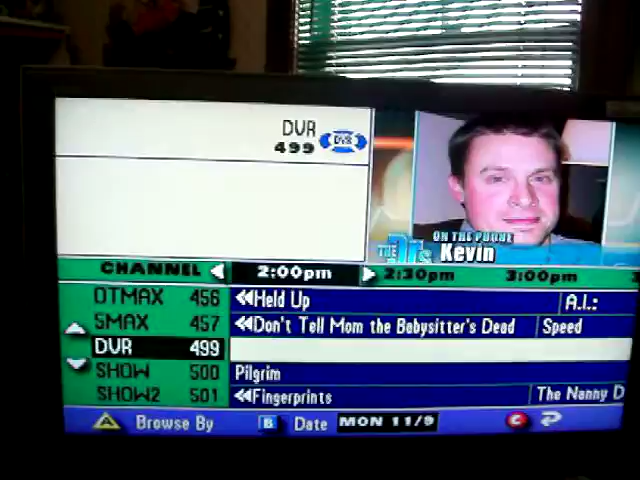 DVR
499 DVR
ON THE PHONE
THE Drs Kevin
CHANNEL 2:00pm 2:30pm 3:00pm
OTMAX 456 Held Up A.I.:
5MAX 457 Don't Tell Mom the Babysitter's Dead Speed
DVR 499
SHOW 500 Pilgrim
SHOW2 501 Fingerprints The Nanny D
A Browse By B Date MON 11/9 C